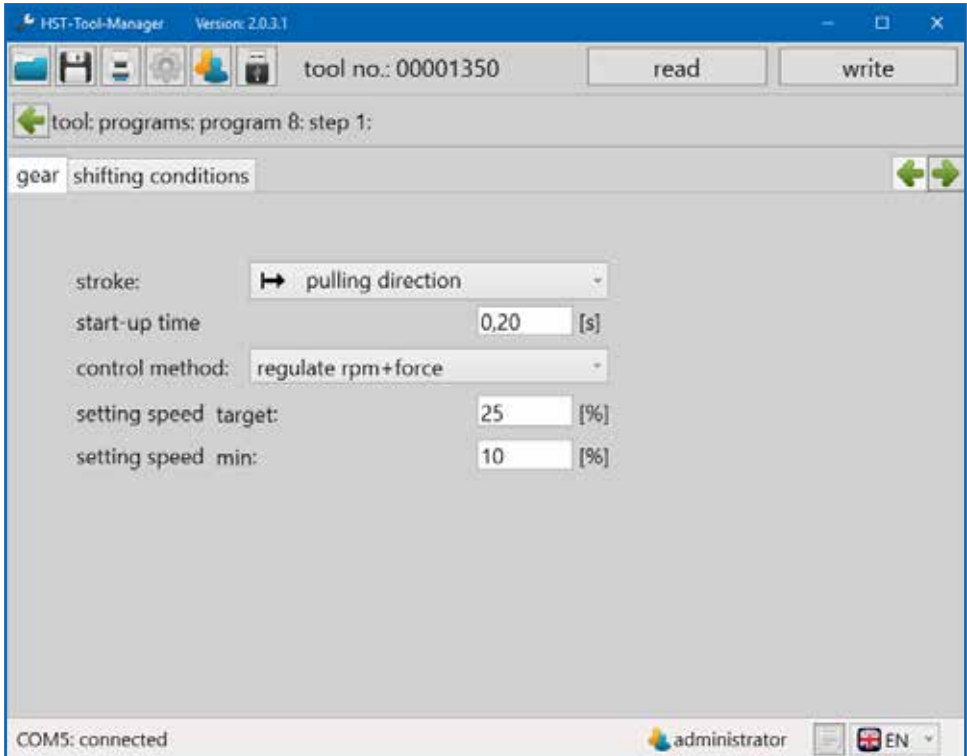 HST-Tool-Manager Version: 2.0.3.1
tool no.: 00001350 read write
tool: programs: program 8: step 1:
gear shifting conditions
stroke: pulling direction
start-up time 0,20 [s]
control method: regulate rpm+force
setting speed target: 25 [%]
setting speed min: 10 [%]
COM5: connected administrator EN